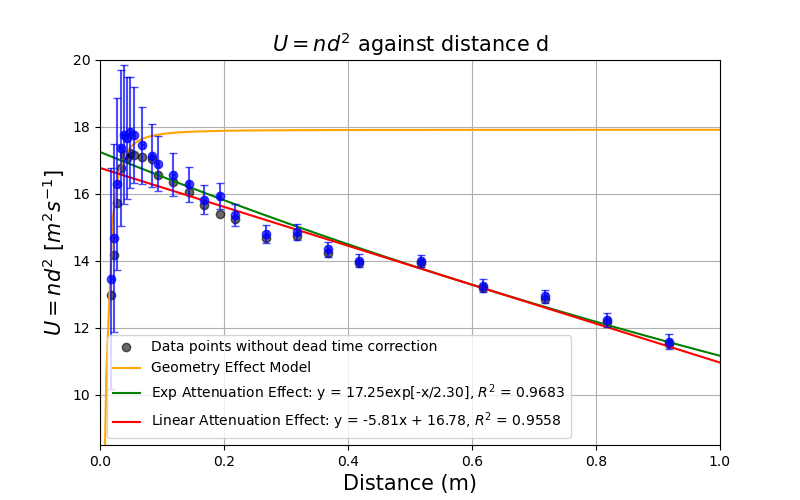 U = nd² against distance d
U = nd² [m²s⁻¹]
20
18
16
14
12
10
Data points without dead time correction
Geometry Effect Model
Exp Attenuation Effect: y = 17.25exp[-x/2.30], R² = 0.9683
Linear Attenuation Effect: y = -5.81x + 16.78, R² = 0.9558
0.0 0.2 0.4 0.6 0.8 1.0
Distance (m)